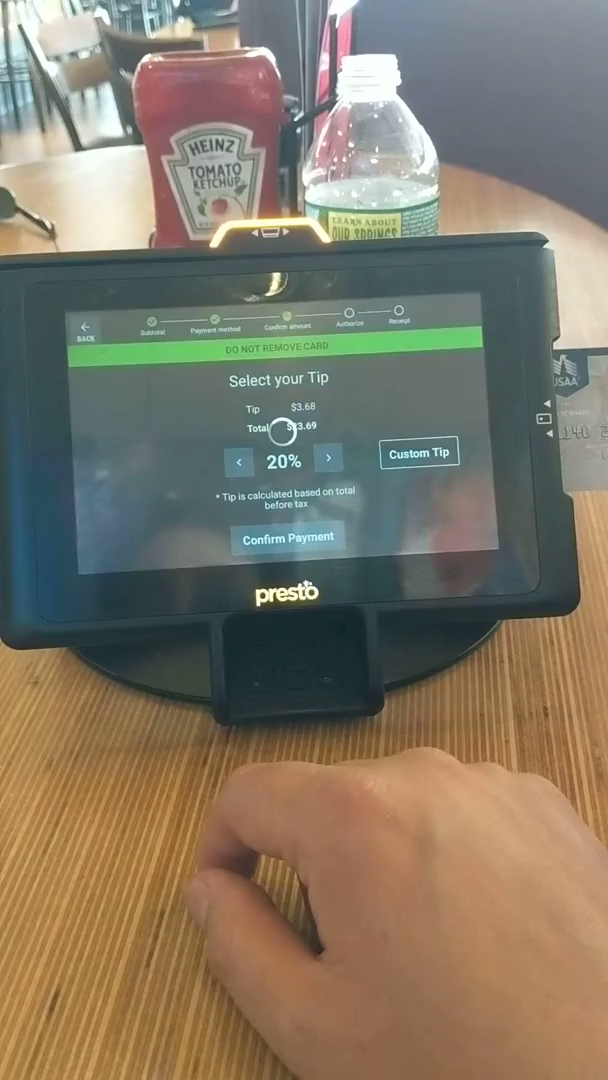 HEINZ
TOMATO
KETCHUP
LEARN ABOUT
OUR SPRINGS
BACK
Subtotal
Payment method
Confirm amount
Authorize
Receipt
DO NOT REMOVE CARD
Select your Tip
Tip $3.68
Total $23.69
< 20% >
Custom Tip
* Tip is calculated based on total
before tax
Confirm Payment
presto
USAA